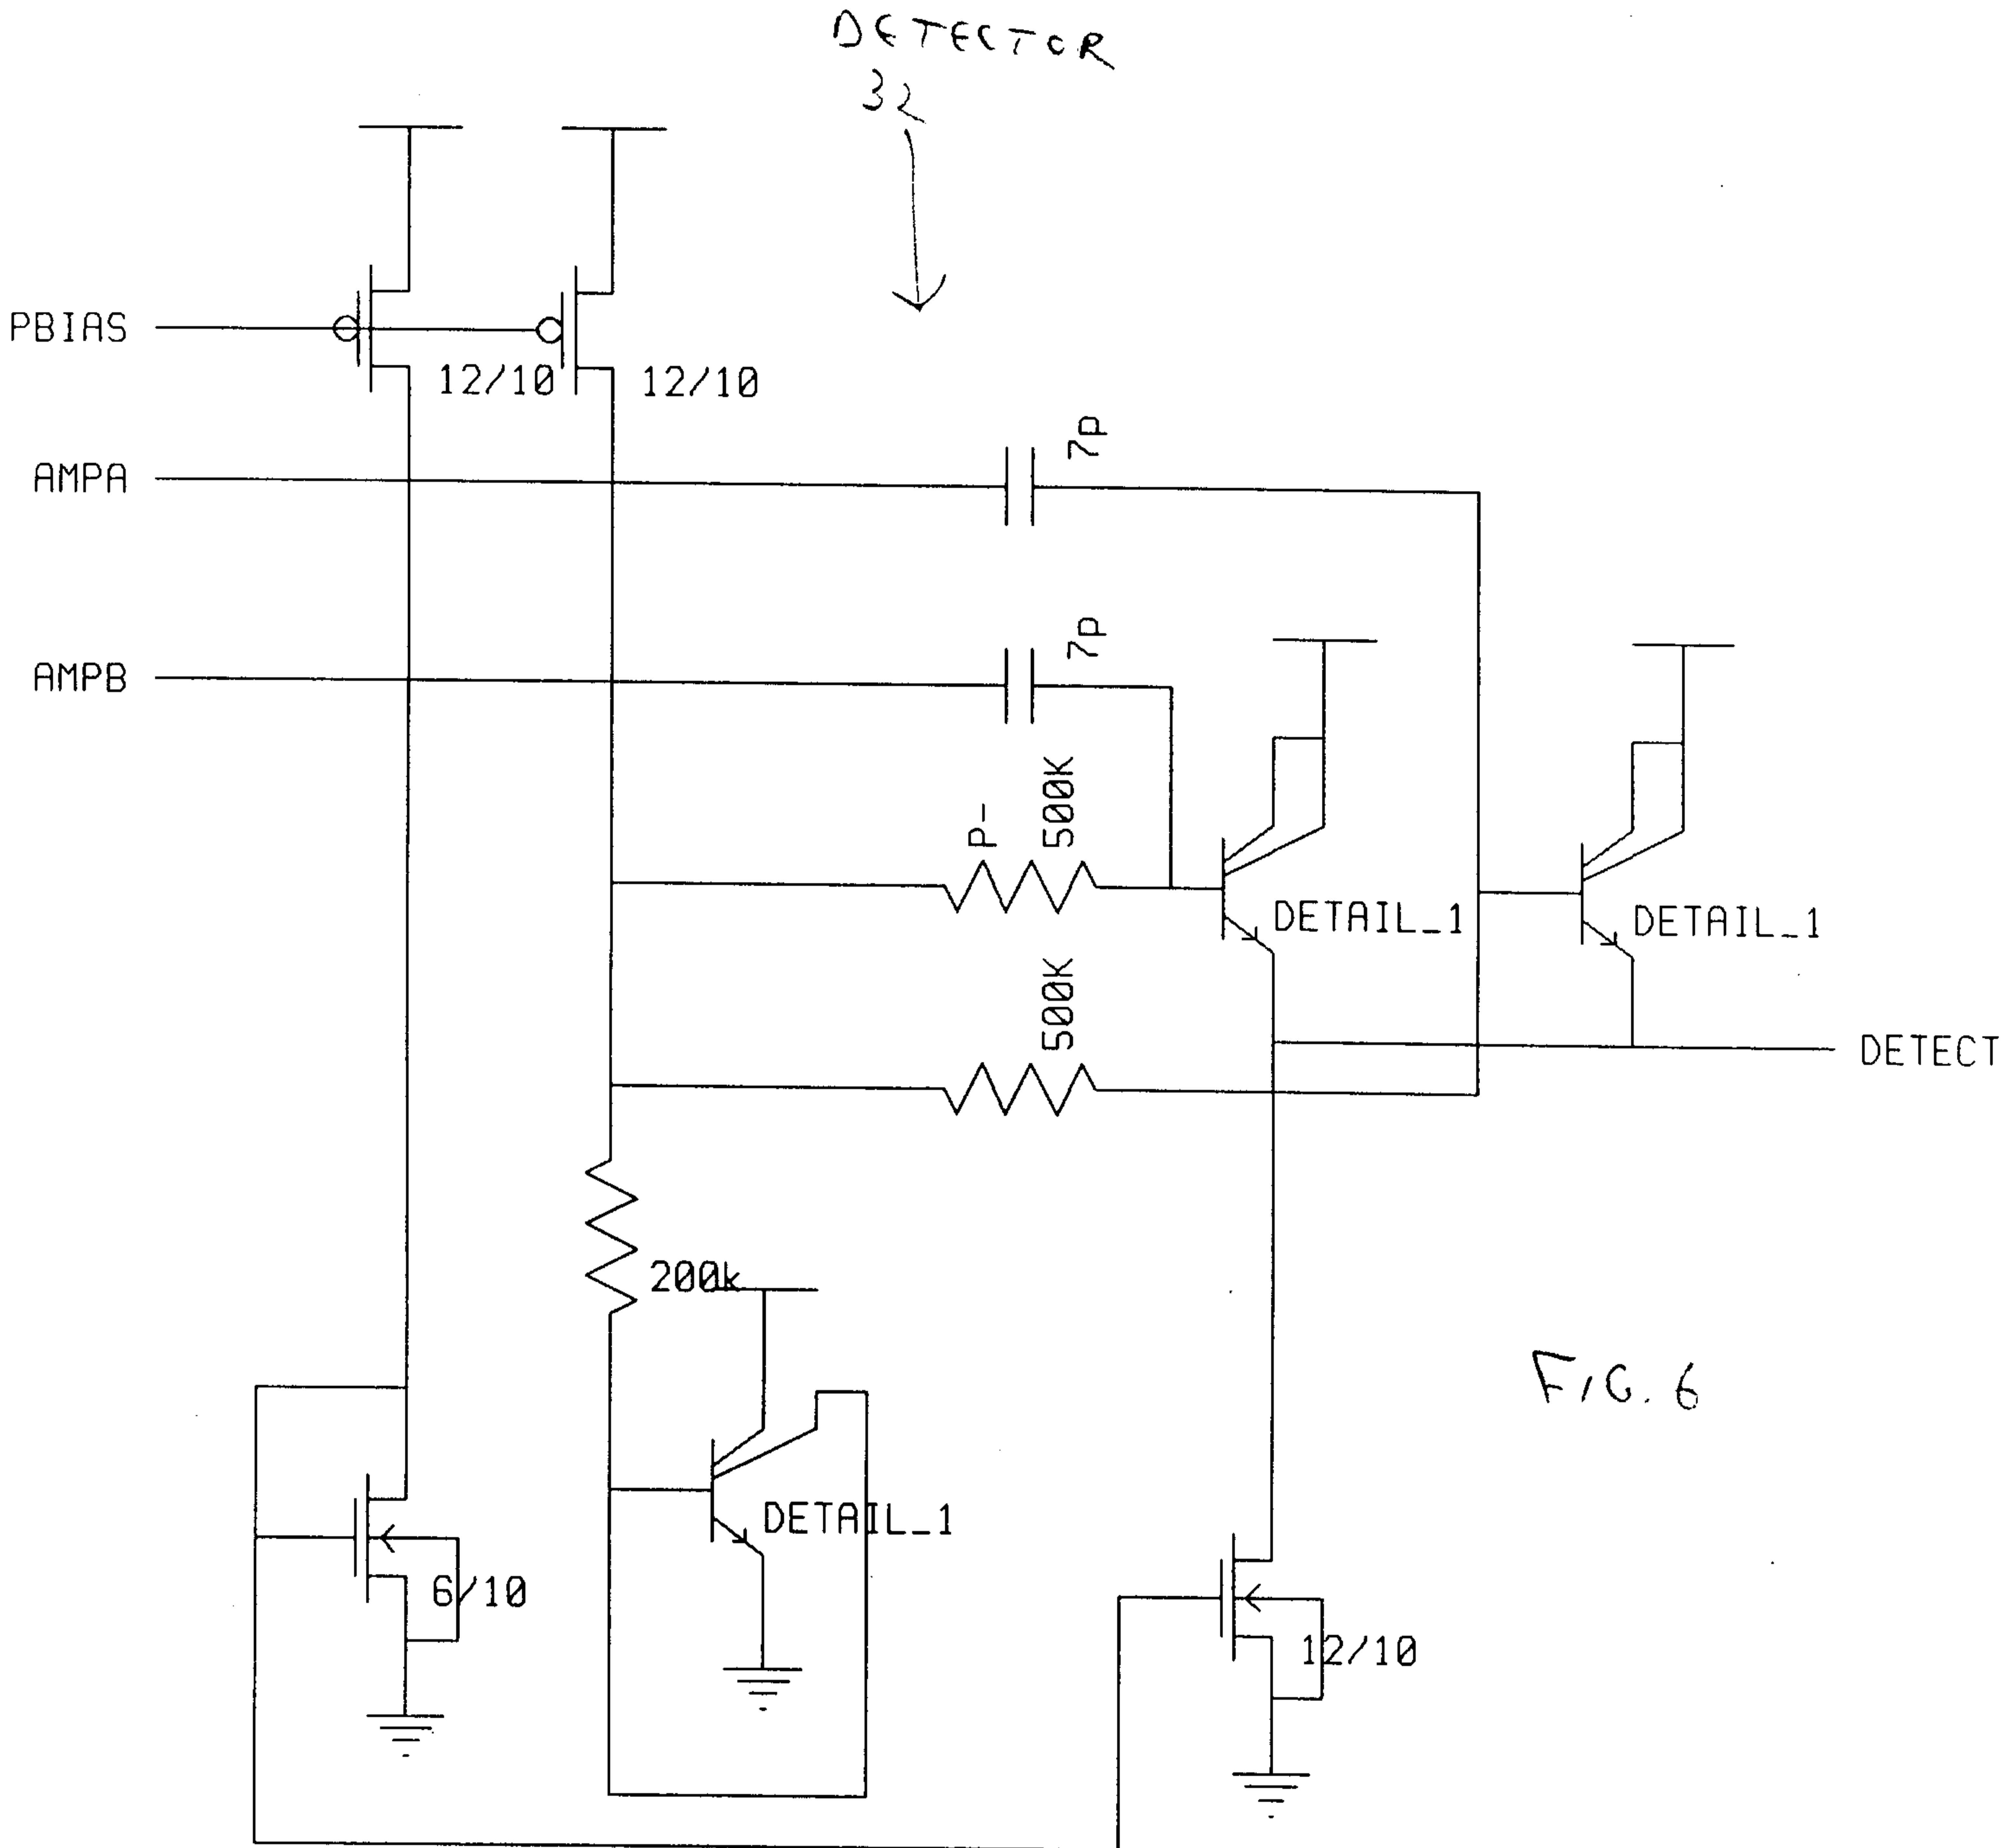 DETECTOR
32
PBIAS
12/10
12/10
AMPA
7p
AMPB
7p
P-
500K
DETAIL_1
DETAIL_1
500K
DETECT
200k
FIG. 6
DETAIL_1
6/10
12/10